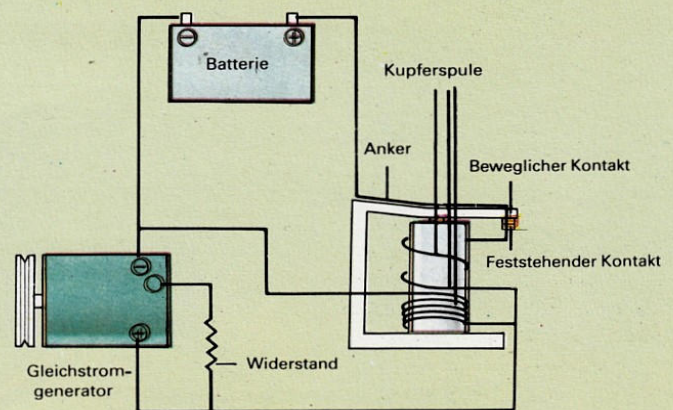 Batterie
Kupferspule
Anker
Beweglicher Kontakt
Feststehender Kontakt
Widerstand
Gleichstrom-
generator